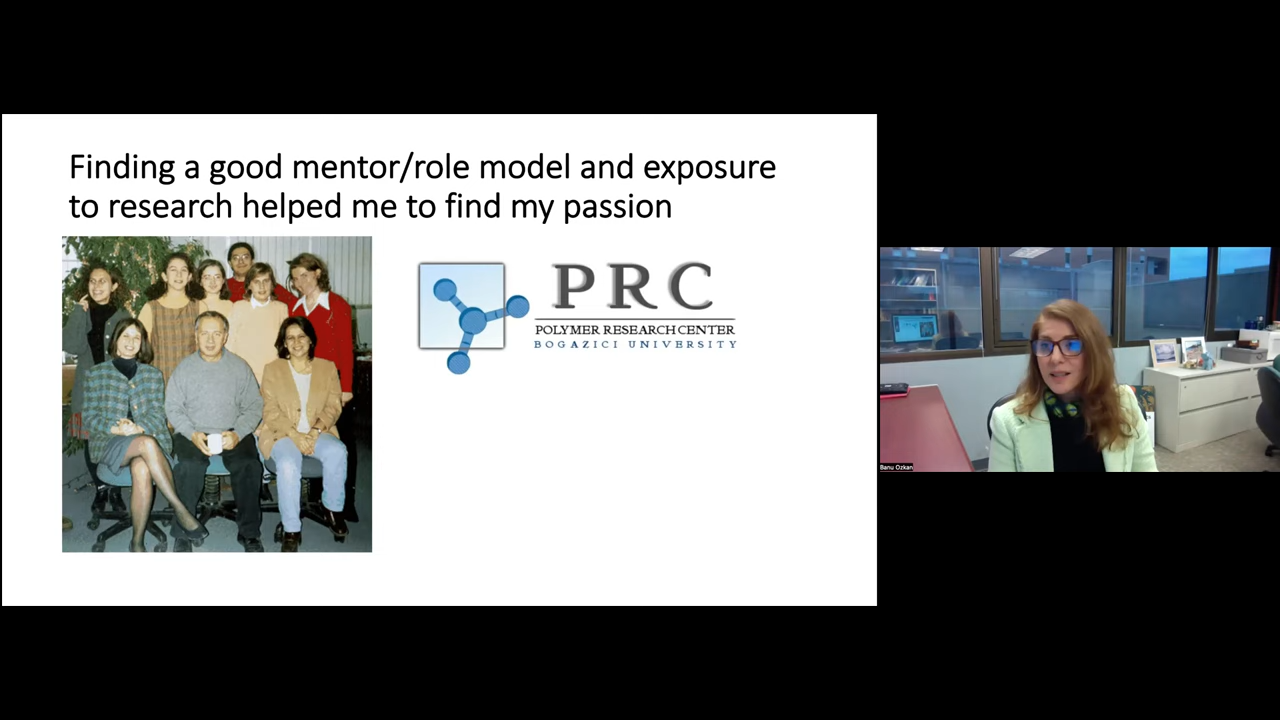 Finding a good mentor/role model and exposure
to research helped me to find my passion
PRC
POLYMER RESEARCH CENTER
BOGAZICI UNIVERSITY
Banu Ozkan